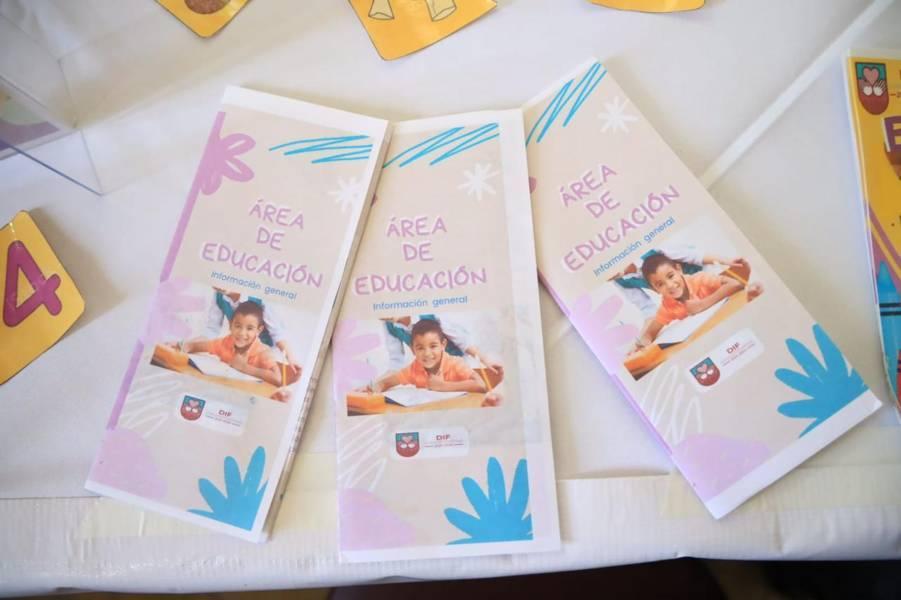 4
ÁREA
DE
EDUCACIÓN
Información general
DIF
ÁREA
DE
EDUCACIÓN
Información general
DIF
ÁREA
DE
EDUCACIÓN
Información general
DIF